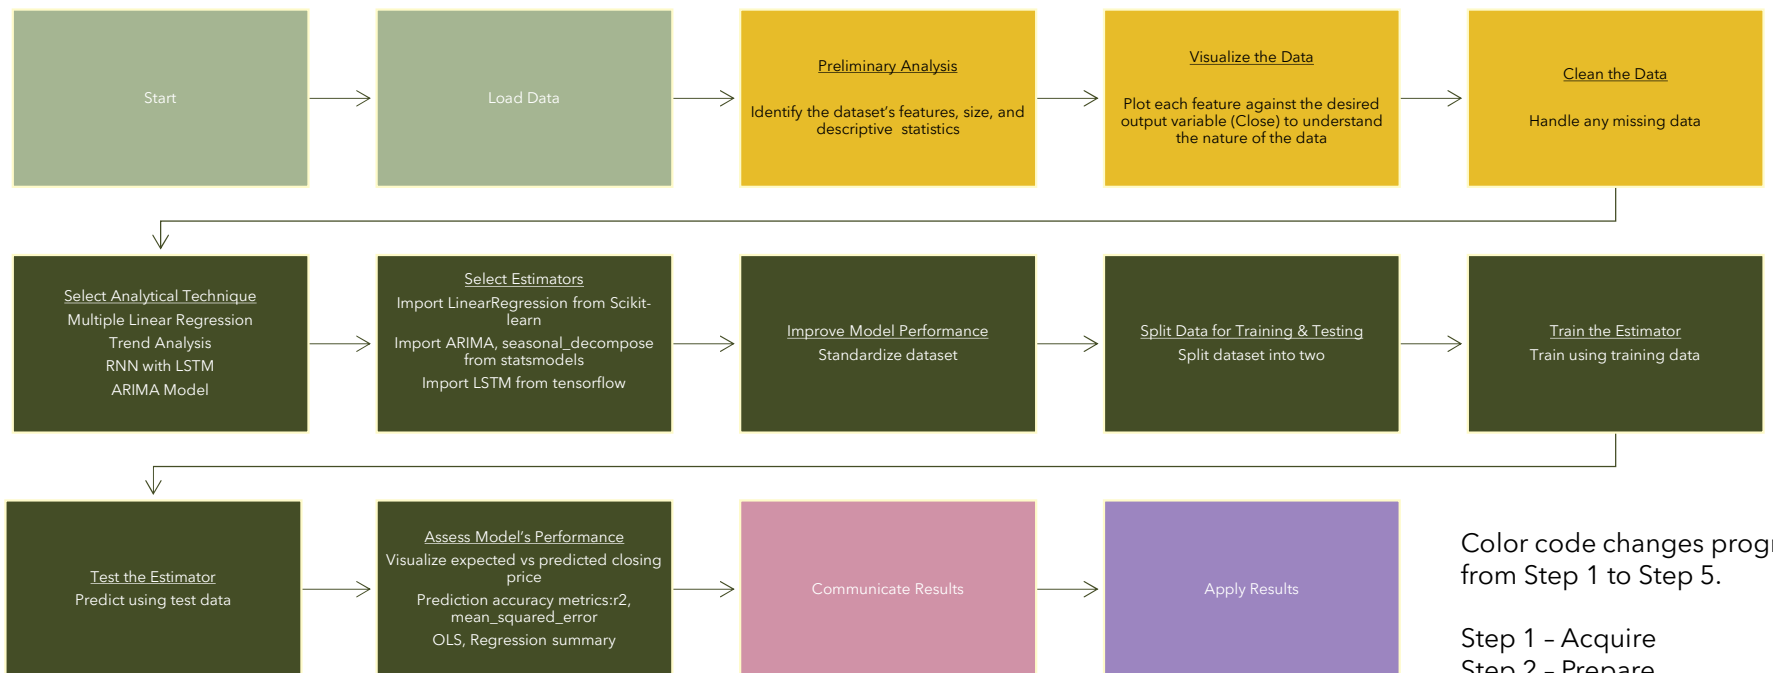 Start
Load Data
Preliminary Analysis
Identify the dataset's features, size, and
descriptive statistics
Visualize the Data
Plot each feature against the desired
output variable (Close) to understand
the nature of the data
Clean the Data
Handle any missing data
Select Analytical Technique
Multiple Linear Regression
Trend Analysis
RNN with LSTM
ARIMA Model
Select Estimators
Import LinearRegression from Scikit-
learn
Import ARIMA, seasonal_decompose
from statsmodels
Import LSTM from tensorflow
Improve Model Performance
Standardize dataset
Split Data for Training & Testing
Split dataset into two
Train the Estimator
Train using training data
Test the Estimator
Predict using test data
Assess Model's Performance
Visualize expected vs predicted closing
price
Prediction accuracy metrics:r2,
mean_squared_error
OLS, Regression summary
Communicate Results
Apply Results
Color code changes
from Step 1 to Step 5.
Step 1 – Acquire
Step 2 – Prepare